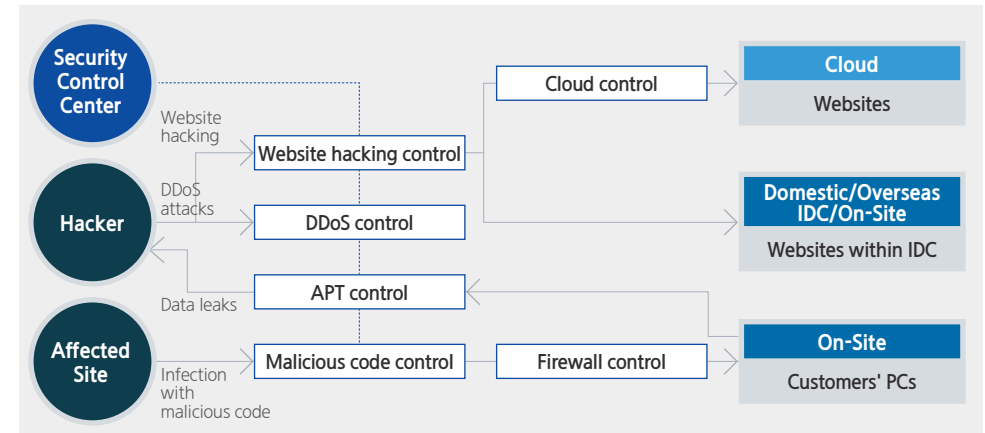 Security
Control
Center
Website
hacking
Hacker
DDoS
attacks
Data leaks
Affected
Site
Infection
with
malicious code
Website hacking control
DDoS control
APT control
Malicious code control
Cloud control
Firewall control
Cloud
Websites
Domestic/Overseas
IDC/On-Site
Websites within IDC
On-Site
Customers' PCs